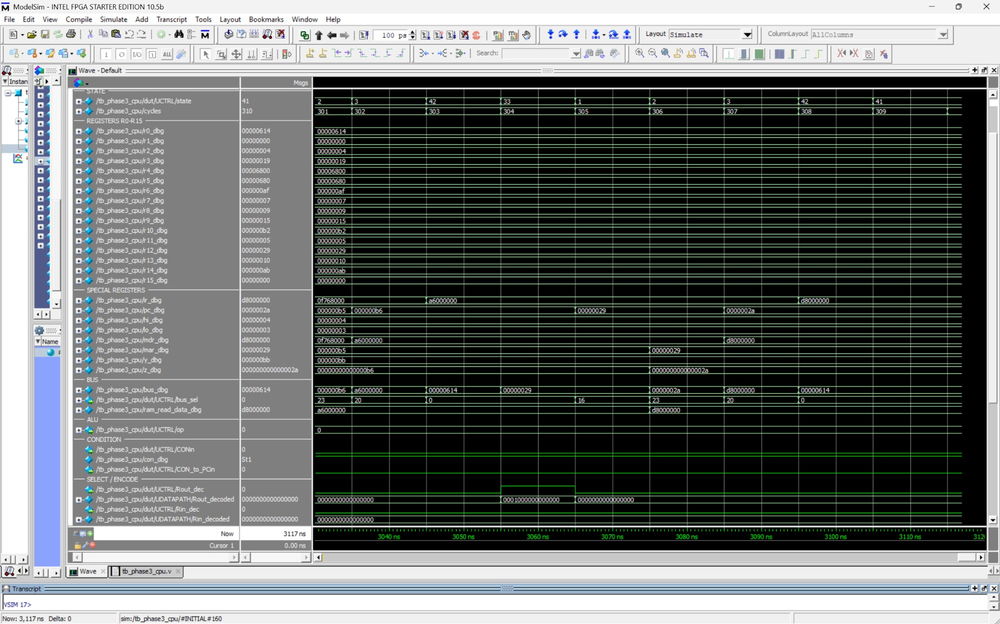 ModelSim - INTEL FPGA STARTER EDITION 10.5b
File Edit View Compile Simulate Add Transcript Tools Layout Bookmarks Window Help
100 ps Layout Simulate ColumnLayout AllColumns
Search:
Wave - Default
Instan Msgs
STATE
/tb_phase3_cpu/dut/UCTRL/state 41 2 3 42 33 1 2 3 42 41
/tb_phase3_cpu/cycles 310 301 302 303 304 305 306 307 308 309
REGISTERS R0-R15
/tb_phase3_cpu/r0_dbg 00000614 00000614
/tb_phase3_cpu/r1_dbg 00000000 00000000
/tb_phase3_cpu/r2_dbg 00000004 00000004
/tb_phase3_cpu/r3_dbg 00000019 00000019
/tb_phase3_cpu/r4_dbg 00006800 00006800
/tb_phase3_cpu/r5_dbg 00000680 00000680
/tb_phase3_cpu/r6_dbg 000000af 000000af
/tb_phase3_cpu/r7_dbg 00000007 00000007
/tb_phase3_cpu/r8_dbg 00000009 00000009
/tb_phase3_cpu/r9_dbg 00000015 00000015
/tb_phase3_cpu/r10_dbg 000000b2 000000b2
/tb_phase3_cpu/r11_dbg 00000005 00000005
/tb_phase3_cpu/r12_dbg 00000029 00000029
/tb_phase3_cpu/r13_dbg 00000010 00000010
/tb_phase3_cpu/r14_dbg 000000ab 000000ab
/tb_phase3_cpu/r15_dbg 00000000 00000000
SPECIAL REGISTERS
/tb_phase3_cpu/ir_dbg d8000000 0f768000 a6000000 d8000000
/tb_phase3_cpu/pc_dbg 0000002a 000000b5 000000b6 00000029 0000002a
/tb_phase3_cpu/hi_dbg 00000004 00000004
/tb_phase3_cpu/lo_dbg 00000003 00000003
/tb_phase3_cpu/mdr_dbg d8000000 0f768000 a6000000 d8000000
/tb_phase3_cpu/mar_dbg 00000029 000000b5 00000029
/tb_phase3_cpu/y_dbg 000000bb 000000bb
/tb_phase3_cpu/z_dbg 000000000000002a 00000000000000b6 000000000000002a
BUS
/tb_phase3_cpu/bus_dbg 00000614 000000b6 a6000000 00000614 00000029 0000002a d8000000 00000614
/tb_phase3_cpu/dut/UCTRL/bus_sel 0 23 20 0 16 23 20 0
/tb_phase3_cpu/ram_read_data_dbg d8000000 a6000000 d8000000
ALU
/tb_phase3_cpu/dut/UCTRL/op 0 0
CONDITION
/tb_phase3_cpu/dut/UCTRL/CONin 0
/tb_phase3_cpu/con_dbg St1
/tb_phase3_cpu/dut/UCTRL/CON_to_PCin 0
SELECT / ENCODE
/tb_phase3_cpu/dut/UCTRL/Rout_dec 0
/tb_phase3_cpu/dut/UDATAPATH/Rout_decoded 0000000000000000 0000000000000000 0001000000000000 0000000000000000
/tb_phase3_cpu/dut/UCTRL/Rin_dec 0
/tb_phase3_cpu/dut/UDATAPATH/Rin_decoded 0000000000000000 0000000000000000
Name
Now 3117 ns 3040 ns 3050 ns 3060 ns 3070 ns 3080 ns 3090 ns 3100 ns 3110 ns
Cursor 1 0.00 ns
Wave tb_phase3_cpu.v
Transcript
VSIM 17>
Now: 3,117 ns Delta: 0 sim:/tb_phase3_cpu/#INITIAL#160